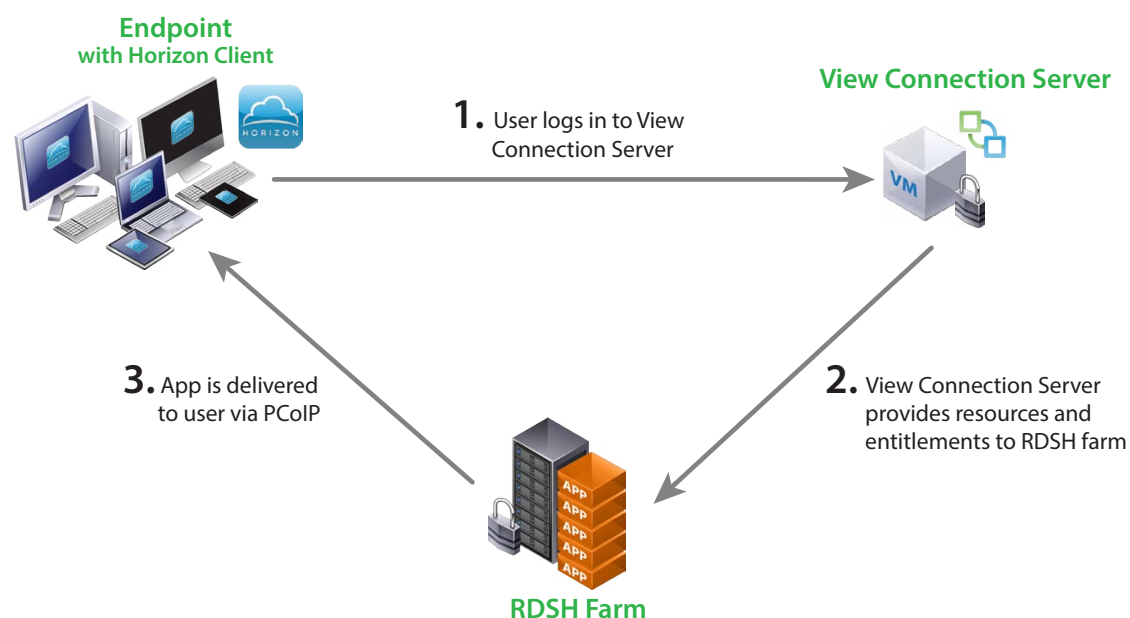 Endpoint
with Horizon Client
HORIZON
View Connection Server
1. User logs in to View
Connection Server
VM
3. App is delivered
to user via PCoIP
2. View Connection Server
provides resources and
entitlements to RDSH farm
APP
APP
APP
APP
APP
RDSH Farm